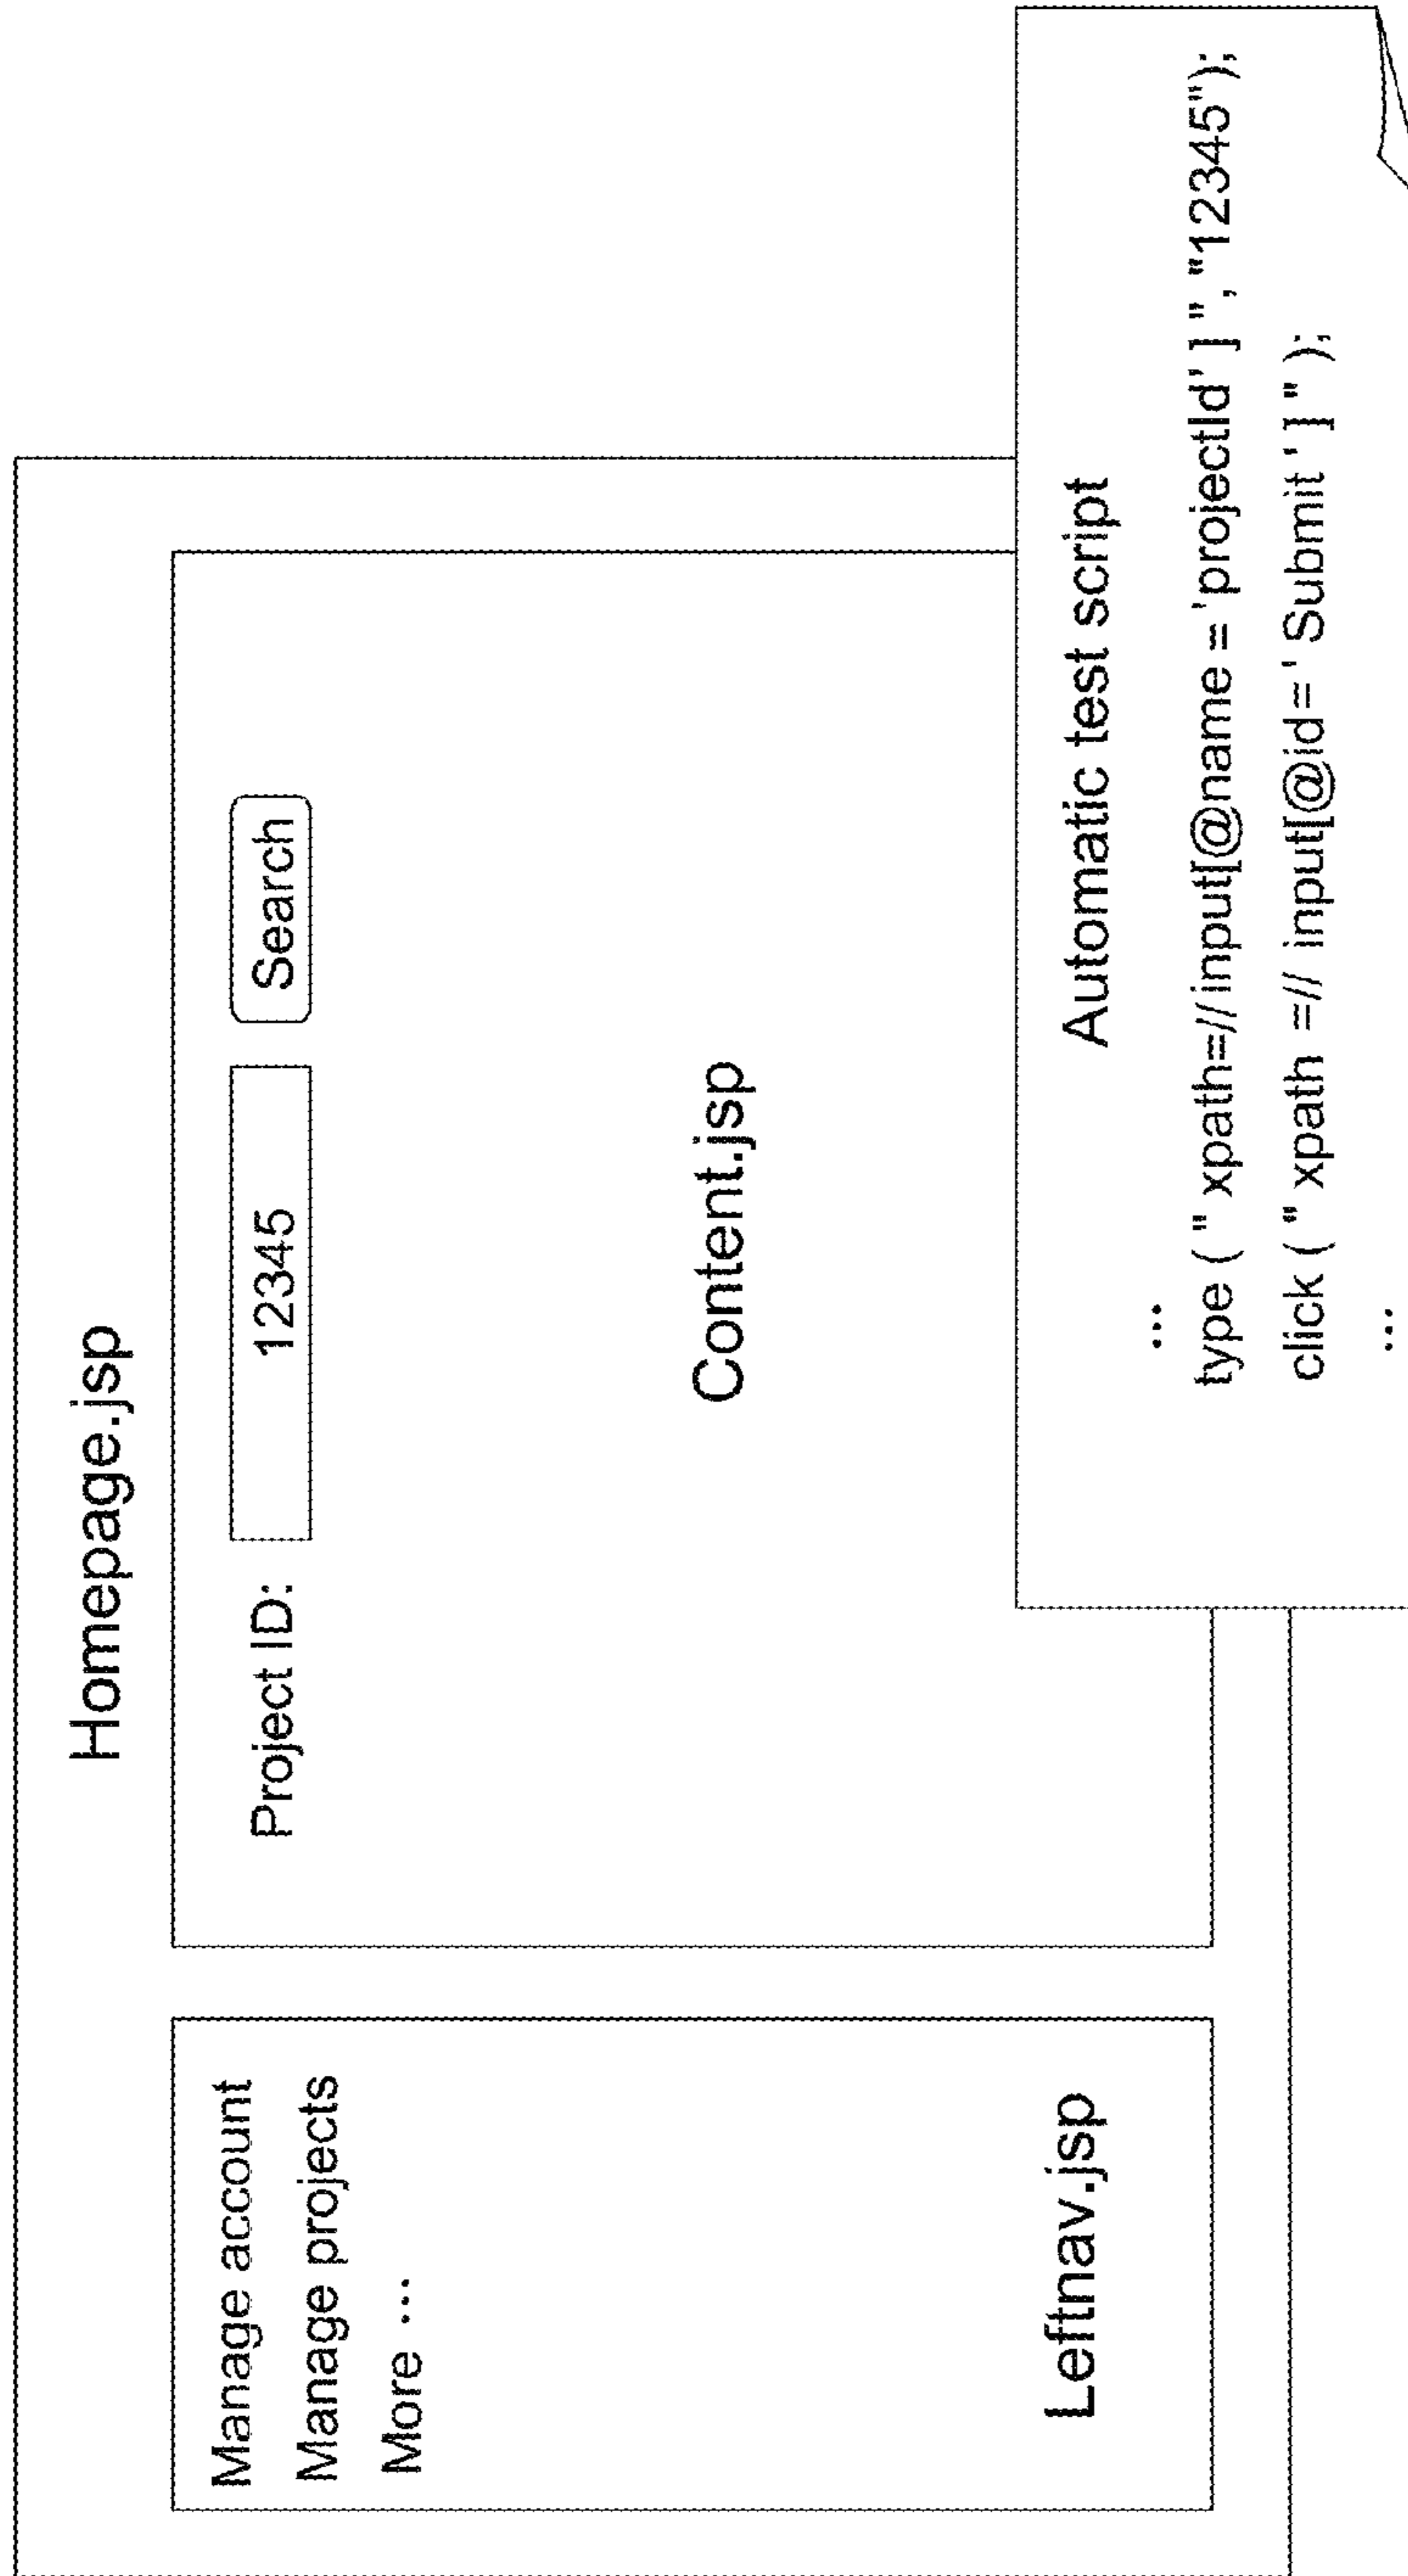 Homepage.jsp
Manage account
Manage projects
More ...
Leftnav.jsp
Project ID: 12345 Search
Content.jsp
Automatic test script
...
type ( " xpath=// input[@name ='projectId' ] " , "12345");
click ( " xpath =// input[@id=' Submit ' ] " );
...